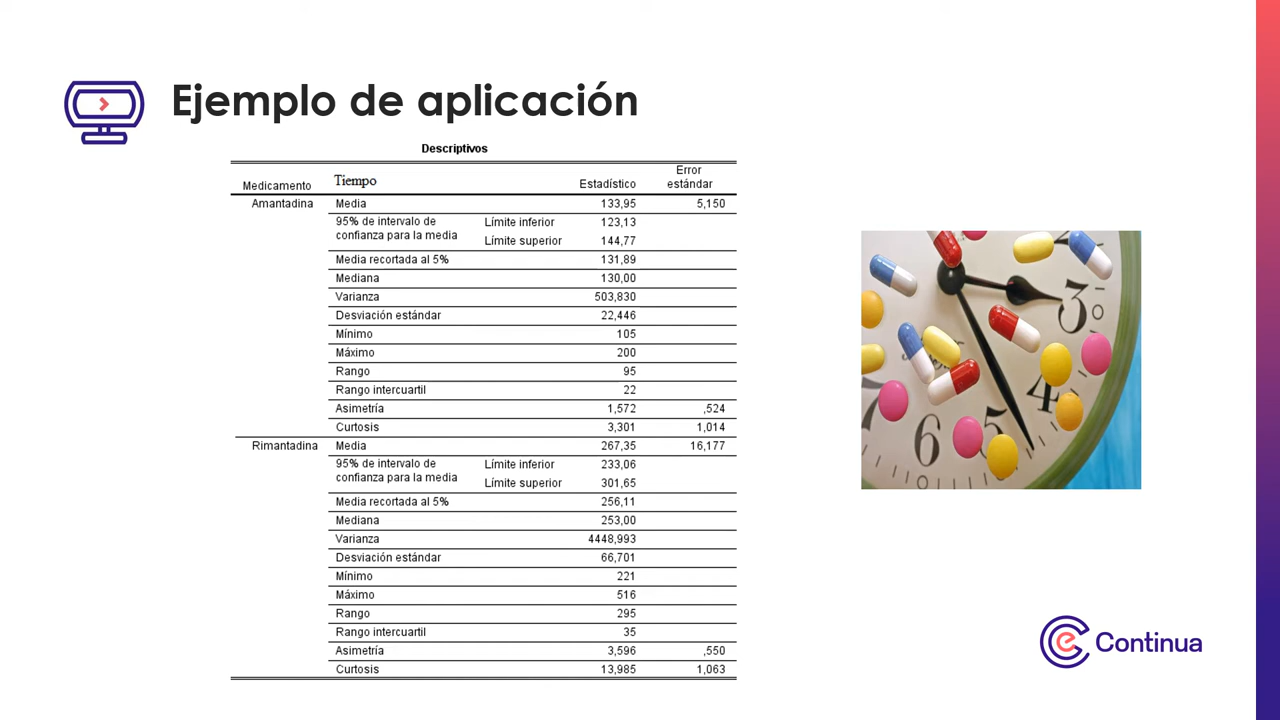 Ejemplo de aplicación
Descriptivos
Medicamento Tiempo Estadístico Error estándar
Amantadina Media 133,95 5,150
95% de intervalo de confianza para la media Límite inferior 123,13
Límite superior 144,77
Media recortada al 5% 131,89
Mediana 130,00
Varianza 503,830
Desviación estándar 22,446
Mínimo 105
Máximo 200
Rango 95
Rango intercuartil 22
Asimetría 1,572 ,524
Curtosis 3,301 1,014
Rimantadina Media 267,35 16,177
95% de intervalo de confianza para la media Límite inferior 233,06
Límite superior 301,65
Media recortada al 5% 256,11
Mediana 253,00
Varianza 4448,993
Desviación estándar 66,701
Mínimo 221
Máximo 516
Rango 295
Rango intercuartil 35
Asimetría 3,596 ,550
Curtosis 13,985 1,063
3
4
5
6
7
e Continua